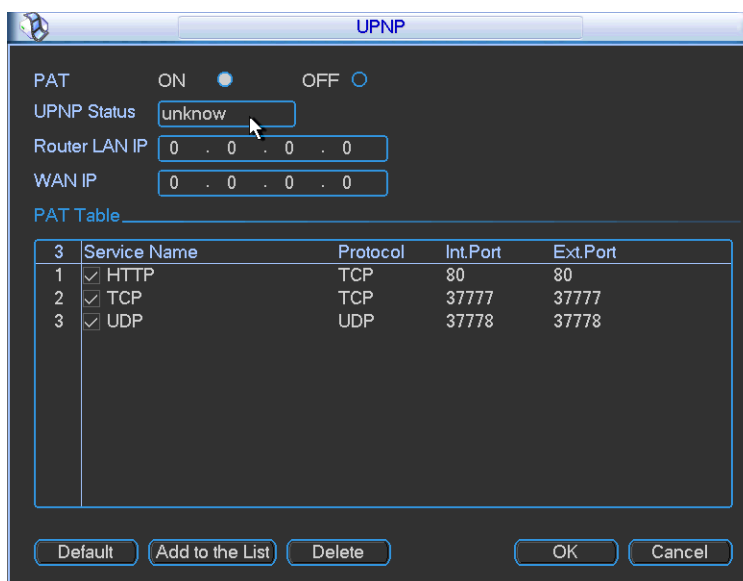 UPNP
PAT ON OFF
UPNP Status unknow
Router LAN IP 0 . 0 . 0 . 0
WAN IP 0 . 0 . 0 . 0
PAT Table
3 Service Name Protocol Int.Port Ext.Port
1 HTTP TCP 80 80
2 TCP TCP 37777 37777
3 UDP UDP 37778 37778
Default Add to the List Delete OK Cancel